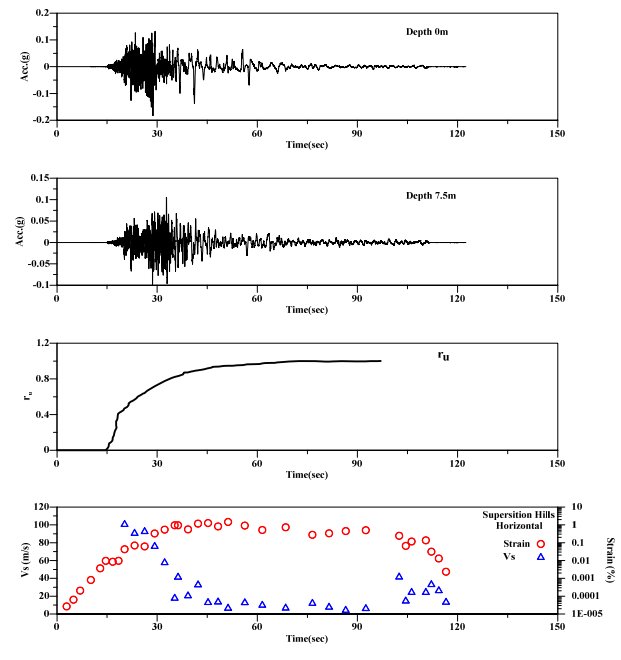 0.2
0.1
0
-0.1
-0.2
Acc.(g)
Depth 0m
0 30 60 90 120 150
Time(sec)
0.15
0.1
0.05
0
-0.05
-0.1
Acc.(g)
Depth 7.5m
0 30 60 90 120 150
Time(sec)
1.2
0.8
0.4
0
ru
ru
0 30 60 90 120 150
Time(sec)
120
100
80
60
40
20
0
Vs (m/s)
Supersition Hills
Horizontal
Strain
Vs
10
1
0.1
0.01
0.001
0.0001
1E-005
Strain (%)
0 30 60 90 120 150
Time(sec)